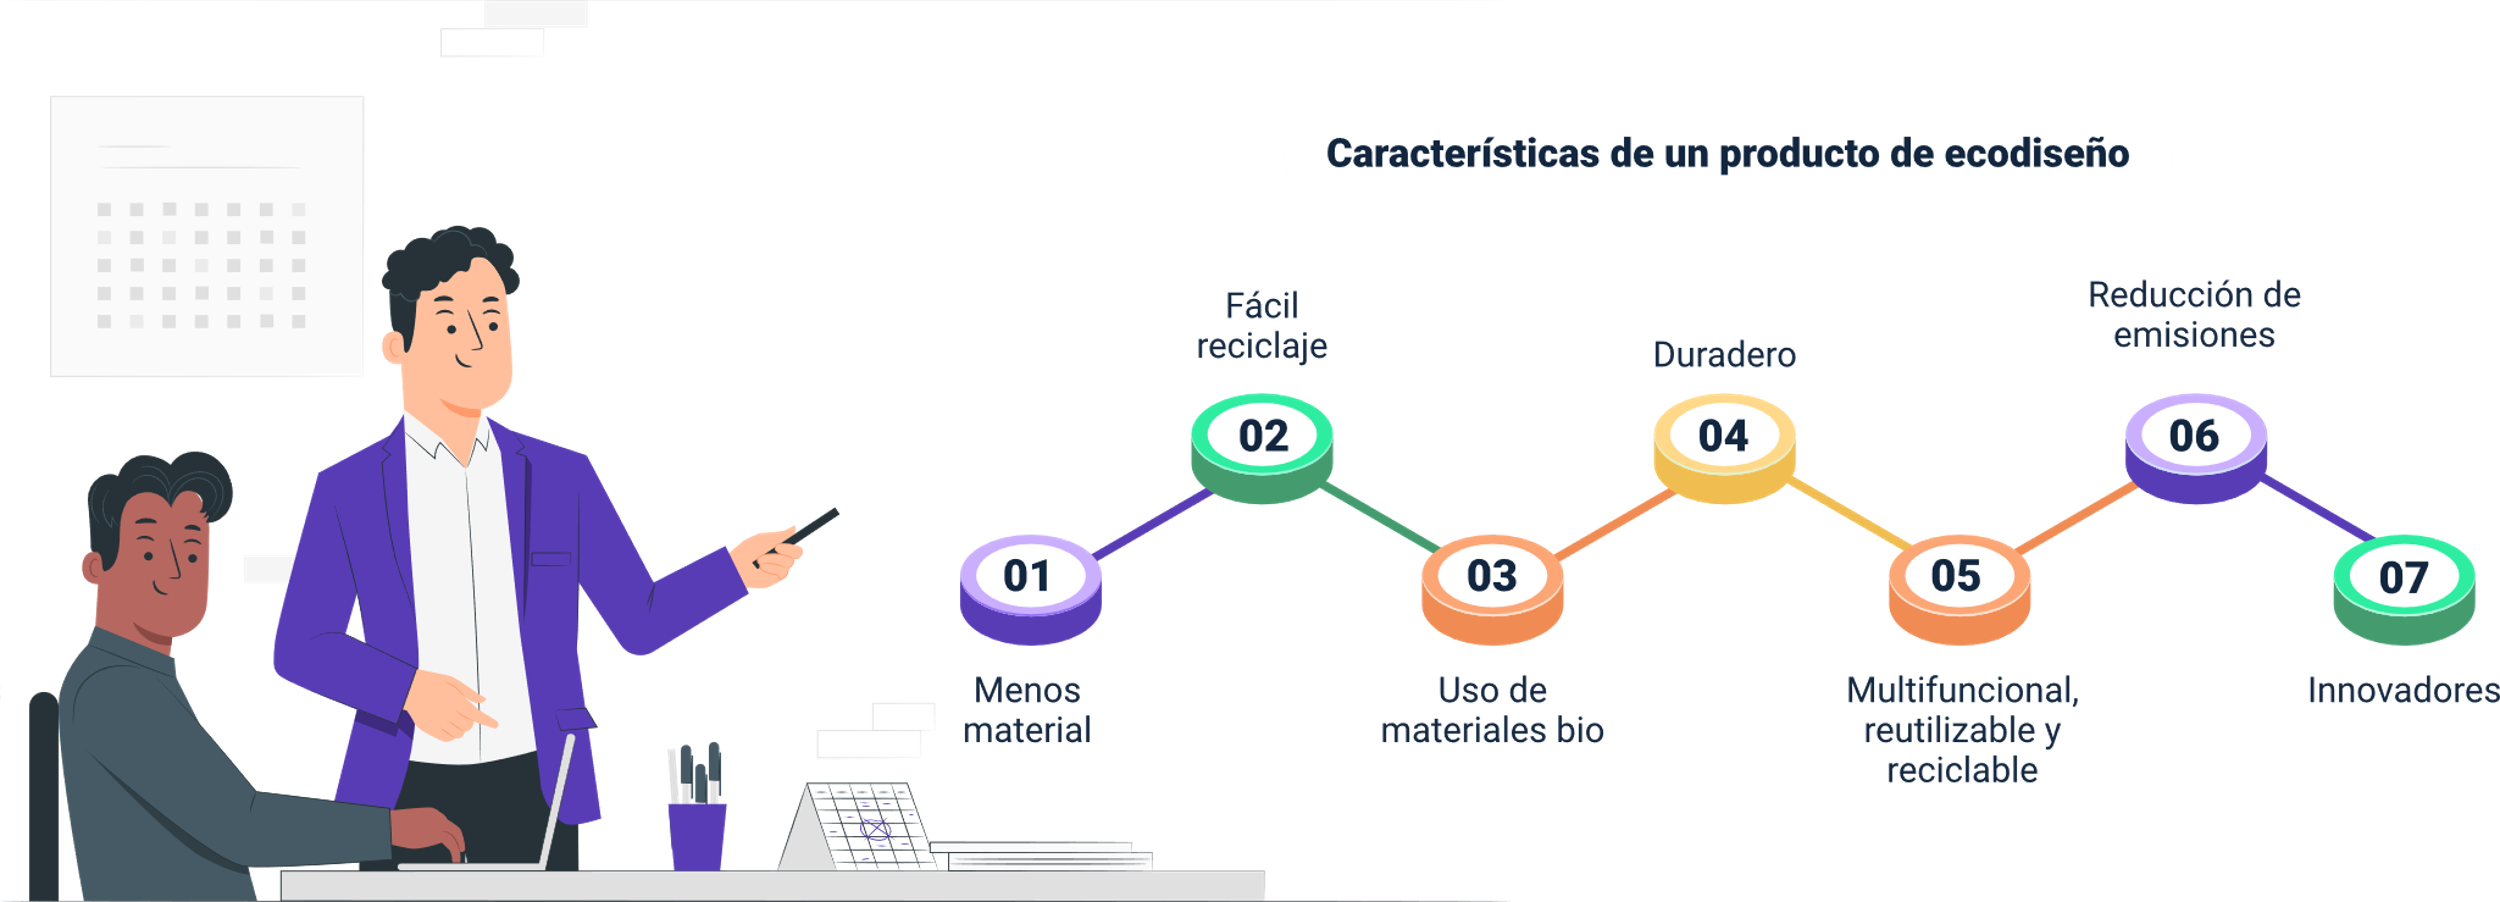 Características de un producto de ecodiseño
01
Menos
material
02
Fácil
reciclaje
03
Uso de
materiales bio
04
Duradero
05
Multifuncional,
reutilizable y
reciclable
06
Reducción de
emisiones
07
Innovadores